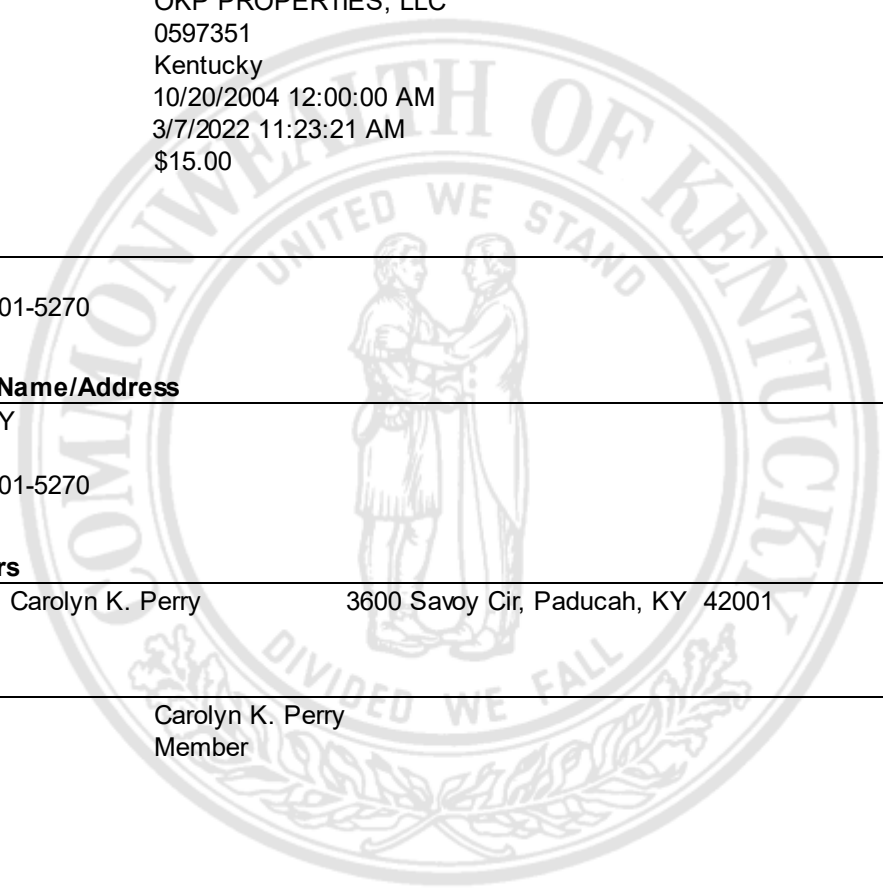 OKP PROPERTIES, LLC
0597351
Kentucky
10/20/2004 12:00:00 AM
3/7/2022 11:23:21 AM
$15.00
01-5270
Name/Address
Y
01-5270
rs
Carolyn K. Perry 3600 Savoy Cir, Paducah, KY 42001
Carolyn K. Perry
Member
COMMONWEALTH OF KENTUCKY
UNITED WE STAND
DIVIDED WE FALL